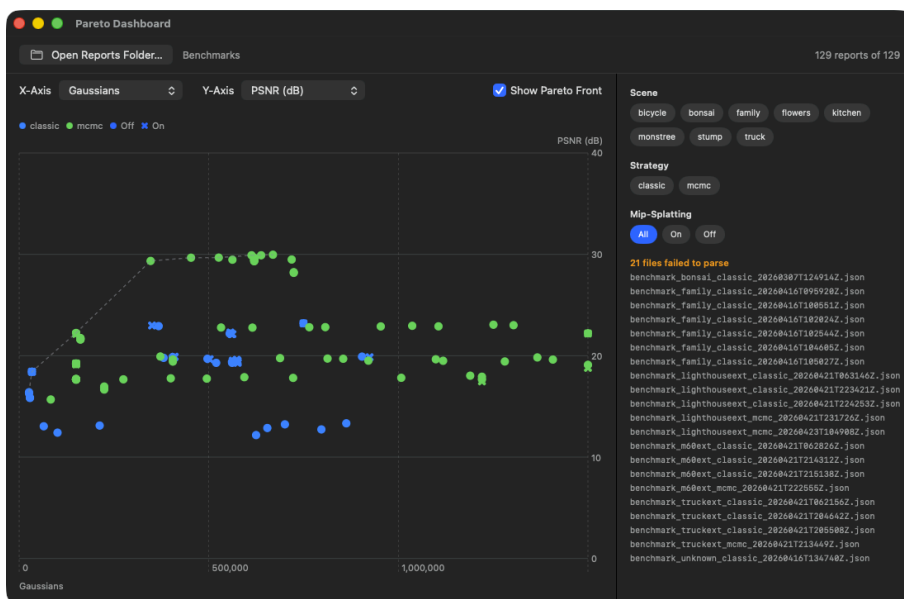 Pareto Dashboard
Open Reports Folder... Benchmarks 129 reports of 129
X-Axis Gaussians Y-Axis PSNR (dB) Show Pareto Front
classic mcmc Off On
PSNR (dB)
40
30
20
10
0
0 500,000 1,000,000
Gaussians
Scene
bicycle bonsai family flowers kitchen
monstree stump truck
Strategy
classic mcmc
Mip-Splatting
All On Off
21 files failed to parse
benchmark_bonsai_classic_20260307T124914Z.json
benchmark_family_classic_20260416T095920Z.json
benchmark_family_classic_20260416T100551Z.json
benchmark_family_classic_20260416T102024Z.json
benchmark_family_classic_20260416T102544Z.json
benchmark_family_classic_20260416T104605Z.json
benchmark_family_classic_20260416T105027Z.json
benchmark_lighthouseext_classic_20260421T063146Z.json
benchmark_lighthouseext_classic_20260421T223421Z.json
benchmark_lighthouseext_classic_20260421T224253Z.json
benchmark_lighthouseext_mcmc_20260421T231726Z.json
benchmark_lighthouseext_mcmc_20260423T104908Z.json
benchmark_m60ext_classic_20260421T062826Z.json
benchmark_m60ext_classic_20260421T214312Z.json
benchmark_m60ext_classic_20260421T215138Z.json
benchmark_m60ext_mcmc_20260421T222555Z.json
benchmark_truckext_classic_20260421T062156Z.json
benchmark_truckext_classic_20260421T204642Z.json
benchmark_truckext_classic_20260421T205508Z.json
benchmark_truckext_mcmc_20260421T213449Z.json
benchmark_unknown_classic_20260416T134740Z.json